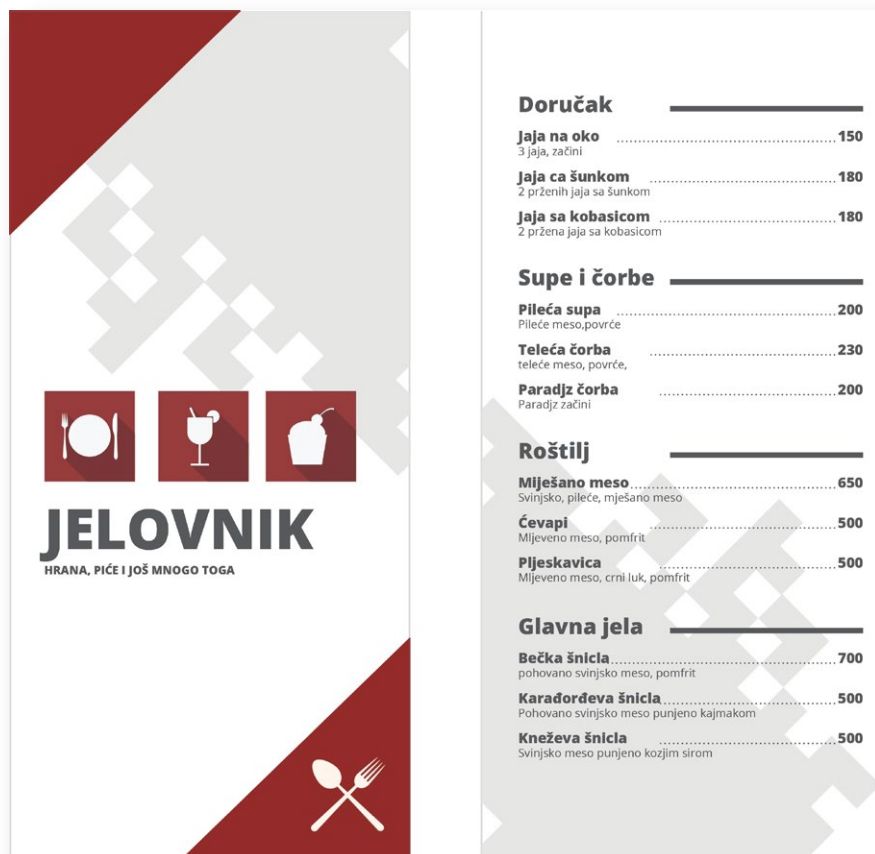 JELOVNIK
HRANA, PIĆE I JOŠ MNOGO TOGA
Doručak
Jaja na oko ........................ 150
3 jaja, začini
Jaja ca šunkom ........................ 180
2 prženih jaja sa šunkom
Jaja sa kobasicom ........................ 180
2 pržena jaja sa kobasicom
Supe i čorbe
Pileća supa ........................ 200
Pileće meso,povrće
Teleća čorba ........................ 230
teleće meso, povrće,
Paradjz čorba ........................ 200
Paradjz začini
Roštilj
Miješano meso ........................ 650
Svinjsko, pileće, mješano meso
Ćevapi ........................ 500
Mljeveno meso, pomfrit
Pljeskavica ........................ 500
Mljeveno meso, crni luk, pomfrit
Glavna jela
Bečka šnicla ........................ 700
pohovano svinjsko meso, pomfrit
Karađorđeva šnicla ........................ 500
Pohovano svinjsko meso punjeno kajmakom
Kneževa šnicla ........................ 500
Svinjsko meso punjeno kozjim sirom